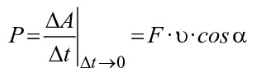 P = ΔA/Δt |Δt→0 = F · υ · cos α